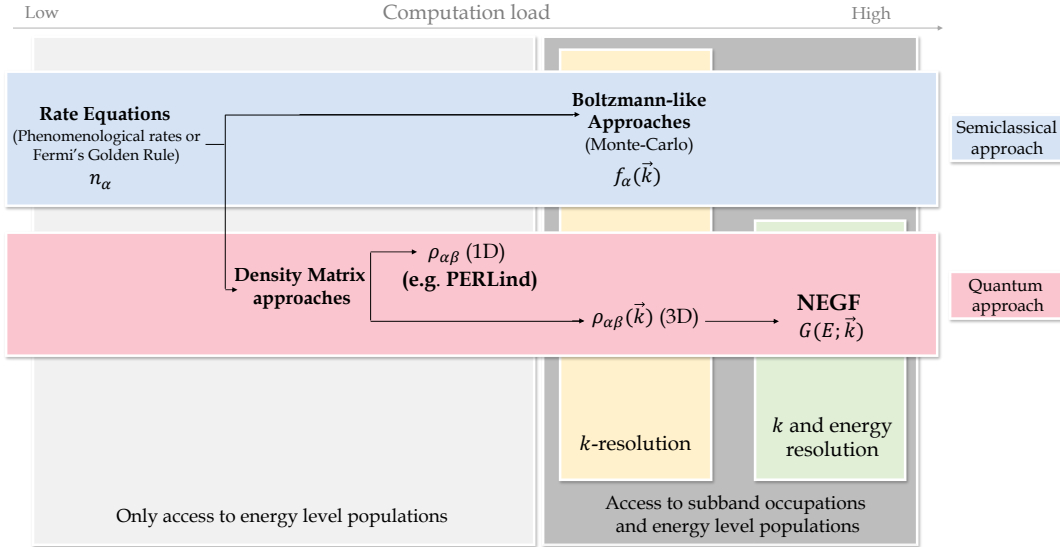 Low
Computation load
High
Rate Equations
(Phenomenological rates or
Fermi's Golden Rule)
n_α
Boltzmann-like
Approaches
(Monte-Carlo)
f_α(k⃗)
Semiclassical
approach
Density Matrix
approaches
ρ_αβ (1D)
(e.g. PERLind)
ρ_αβ(k⃗) (3D)
NEGF
G(E; k⃗)
Quantum
approach
k-resolution
k and energy
resolution
Only access to energy level populations
Access to subband occupations
and energy level populations